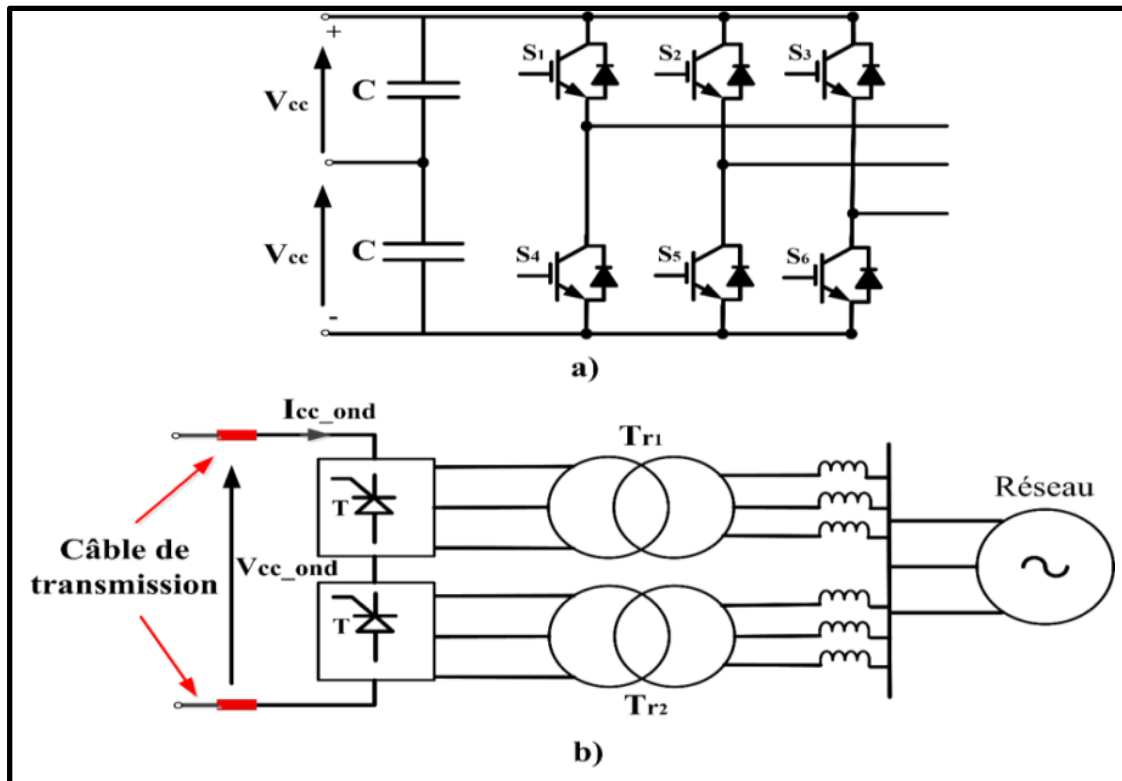 +
S1
S2
S3
Vcc
C
Vcc
C
S4
S5
S6
-
a)
Icc_ond
Tr1
Réseau
T
Câble de
transmission
Vcc_ond
T
Tr2
b)